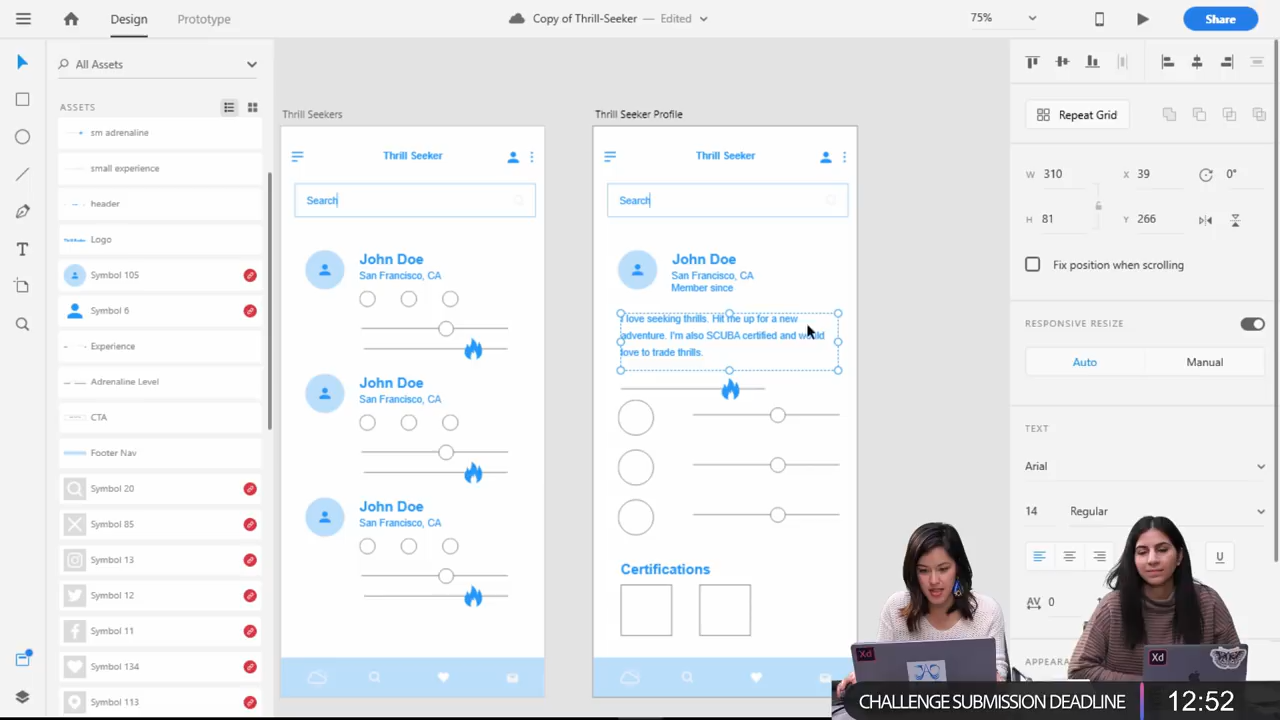 Design
Prototype
Copy of Thrill-Seeker — Edited
75%
Share
All Assets
ASSETS
sm adrenaline
small experience
header
Logo
Symbol 105
Symbol 6
Experience
Adrenaline Level
CTA
Footer Nav
Symbol 20
Symbol 85
Symbol 13
Symbol 12
Symbol 11
Symbol 134
Symbol 113
Thrill Seekers
Thrill Seeker
Search
John Doe
San Francisco, CA
John Doe
San Francisco, CA
John Doe
San Francisco, CA
Thrill Seeker Profile
Thrill Seeker
Search
John Doe
San Francisco, CA
Member since
I love seeking thrills. Hit me up for a new
adventure. I'm also SCUBA certified and would
love to trade thrills.
Certifications
Repeat Grid
W 310 X 39 0°
H 81 Y 266
Fix position when scrolling
RESPONSIVE RESIZE
Auto Manual
TEXT
Arial
14 Regular
U
AV 0
APPEARA
Xd
Xd
CHALLENGE SUBMISSION DEADLINE 12:52